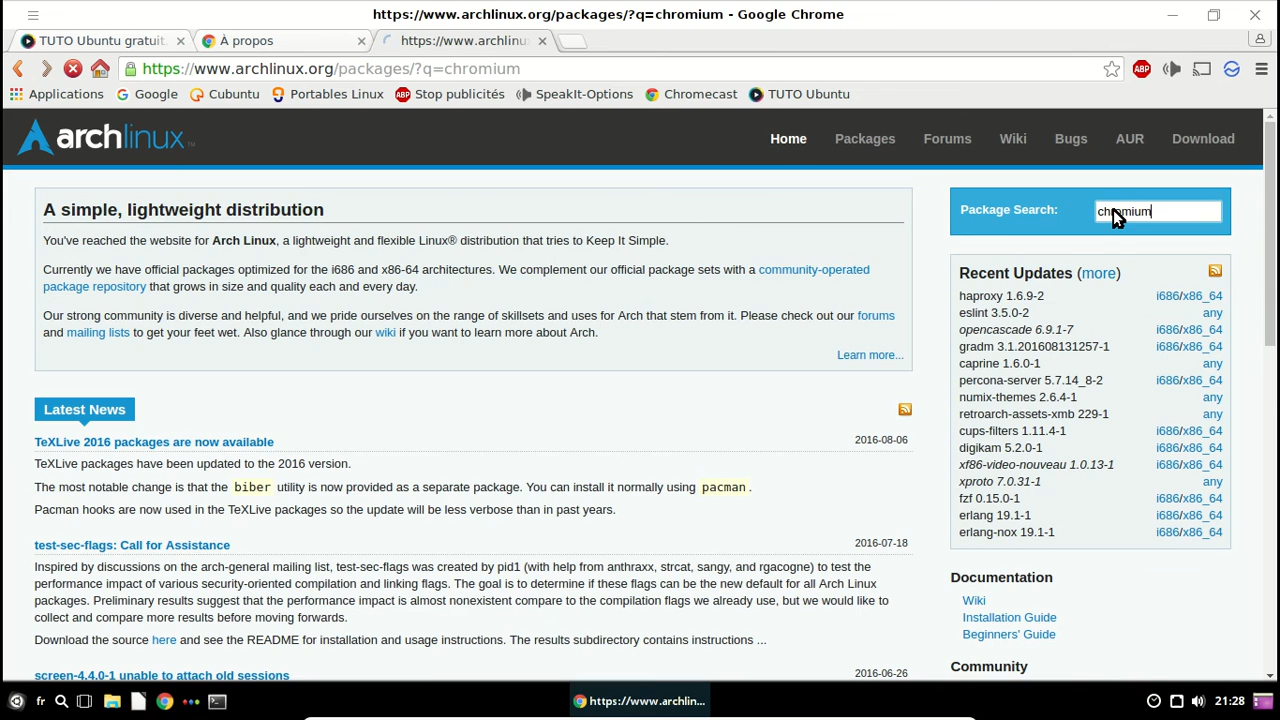 https://www.archlinux.org/packages/?q=chromium - Google Chrome
TUTO Ubuntu gratuit
À propos
https://www.archlinu
https://www.archlinux.org/packages/?q=chromium
ABP
Applications
Google
Cubuntu
Portables Linux
ABP Stop publicités
SpeakIt-Options
Chromecast
TUTO Ubuntu
archlinux
Home
Packages
Forums
Wiki
Bugs
AUR
Download
A simple, lightweight distribution
You've reached the website for Arch Linux, a lightweight and flexible Linux® distribution that tries to Keep It Simple.
Currently we have official packages optimized for the i686 and x86-64 architectures. We complement our official package sets with a community-operated
package repository that grows in size and quality each and every day.
Our strong community is diverse and helpful, and we pride ourselves on the range of skillsets and uses for Arch that stem from it. Please check out our forums
and mailing lists to get your feet wet. Also glance through our wiki if you want to learn more about Arch.
Learn more...
Latest News
TeXLive 2016 packages are now available 2016-08-06
TeXLive packages have been updated to the 2016 version.
The most notable change is that the biber utility is now provided as a separate package. You can install it normally using pacman.
Pacman hooks are now used in the TeXLive packages so the update will be less verbose than in past years.
test-sec-flags: Call for Assistance 2016-07-18
Inspired by discussions on the arch-general mailing list, test-sec-flags was created by pid1 (with help from anthraxx, strcat, sangy, and rgacogne) to test the
performance impact of various security-oriented compilation and linking flags. The goal is to determine if these flags can be the new default for all Arch Linux
packages. Preliminary results suggest that the performance impact is almost nonexistent compare to the compilation flags we already use, but we would like to
collect and compare more results before moving forwards.
Download the source here and see the README for installation and usage instructions. The results subdirectory contains instructions ...
screen-4.4.0-1 unable to attach old sessions 2016-06-26
Package Search: chromium
Recent Updates (more)
haproxy 1.6.9-2 i686/x86_64
eslint 3.5.0-2 any
opencascade 6.9.1-7 i686/x86_64
gradm 3.1.201608131257-1 i686/x86_64
caprine 1.6.0-1 any
percona-server 5.7.14_8-2 i686/x86_64
numix-themes 2.6.4-1 any
retroarch-assets-xmb 229-1 any
cups-filters 1.11.4-1 i686/x86_64
digikam 5.2.0-1 i686/x86_64
xf86-video-nouveau 1.0.13-1 i686/x86_64
xproto 7.0.31-1 any
fzf 0.15.0-1 i686/x86_64
erlang 19.1-1 i686/x86_64
erlang-nox 19.1-1 i686/x86_64
Documentation
Wiki
Installation Guide
Beginners' Guide
Community
fr
https://www.archlin...
21:28